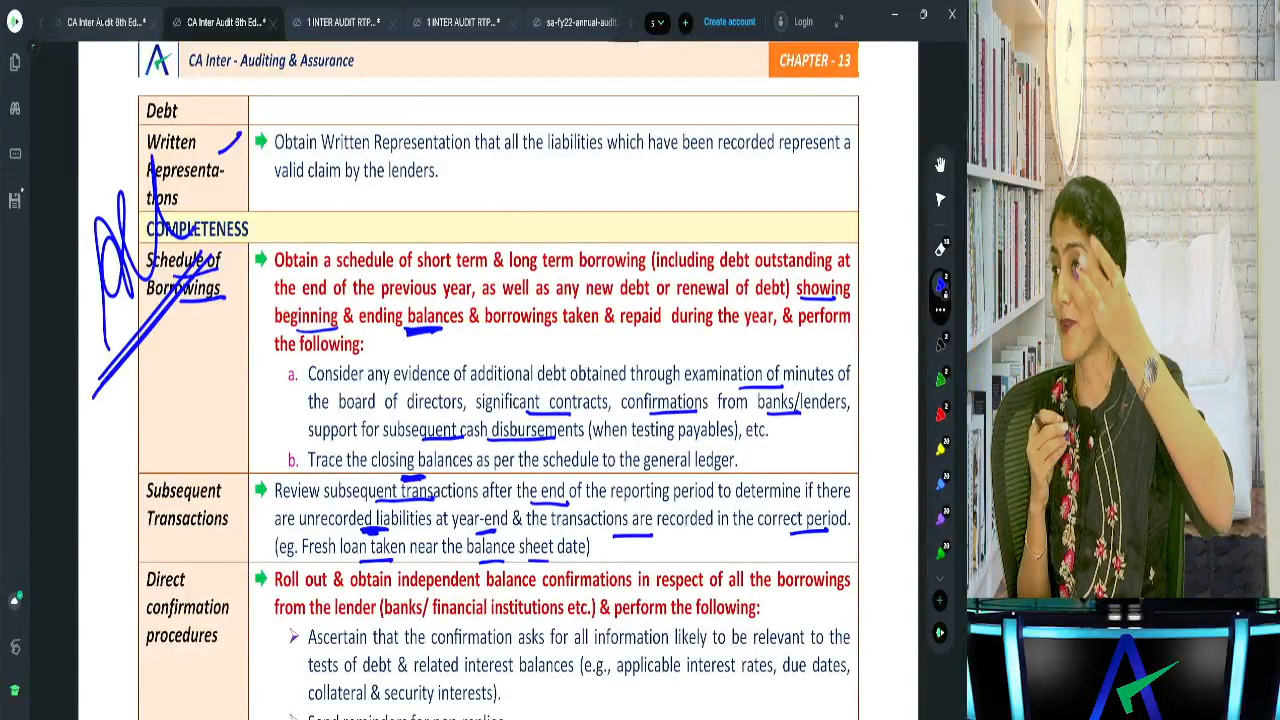 CA Inter Audit 8th Ed*...
CA Inter Audit 8th Ed*...
1 INTER AUDIT RTP...*
1 INTER AUDIT RTP...*
sa-fy22-annual-audit...
5
Create account
Login
CA Inter - Auditing & Assurance
CHAPTER - 13
Debt
Written
Representa-
tions
Obtain Written Representation that all the liabilities which have been recorded represent a
valid claim by the lenders.
COMPLETENESS
Schedule of
Borrowings
Obtain a schedule of short term & long term borrowing (including debt outstanding at
the end of the previous year, as well as any new debt or renewal of debt) showing
beginning & ending balances & borrowings taken & repaid during the year, & perform
the following:
a. Consider any evidence of additional debt obtained through examination of minutes of
the board of directors, significant contracts, confirmations from banks/lenders,
support for subsequent cash disbursements (when testing payables), etc.
b. Trace the closing balances as per the schedule to the general ledger.
Subsequent
Transactions
Review subsequent transactions after the end of the reporting period to determine if there
are unrecorded liabilities at year-end & the transactions are recorded in the correct period.
(eg. Fresh loan taken near the balance sheet date)
Direct
confirmation
procedures
Roll out & obtain independent balance confirmations in respect of all the borrowings
from the lender (banks/ financial institutions etc.) & perform the following:
Ascertain that the confirmation asks for all information likely to be relevant to the
tests of debt & related interest balances (e.g., applicable interest rates, due dates,
collateral & security interests).
Send reminders for non-replies